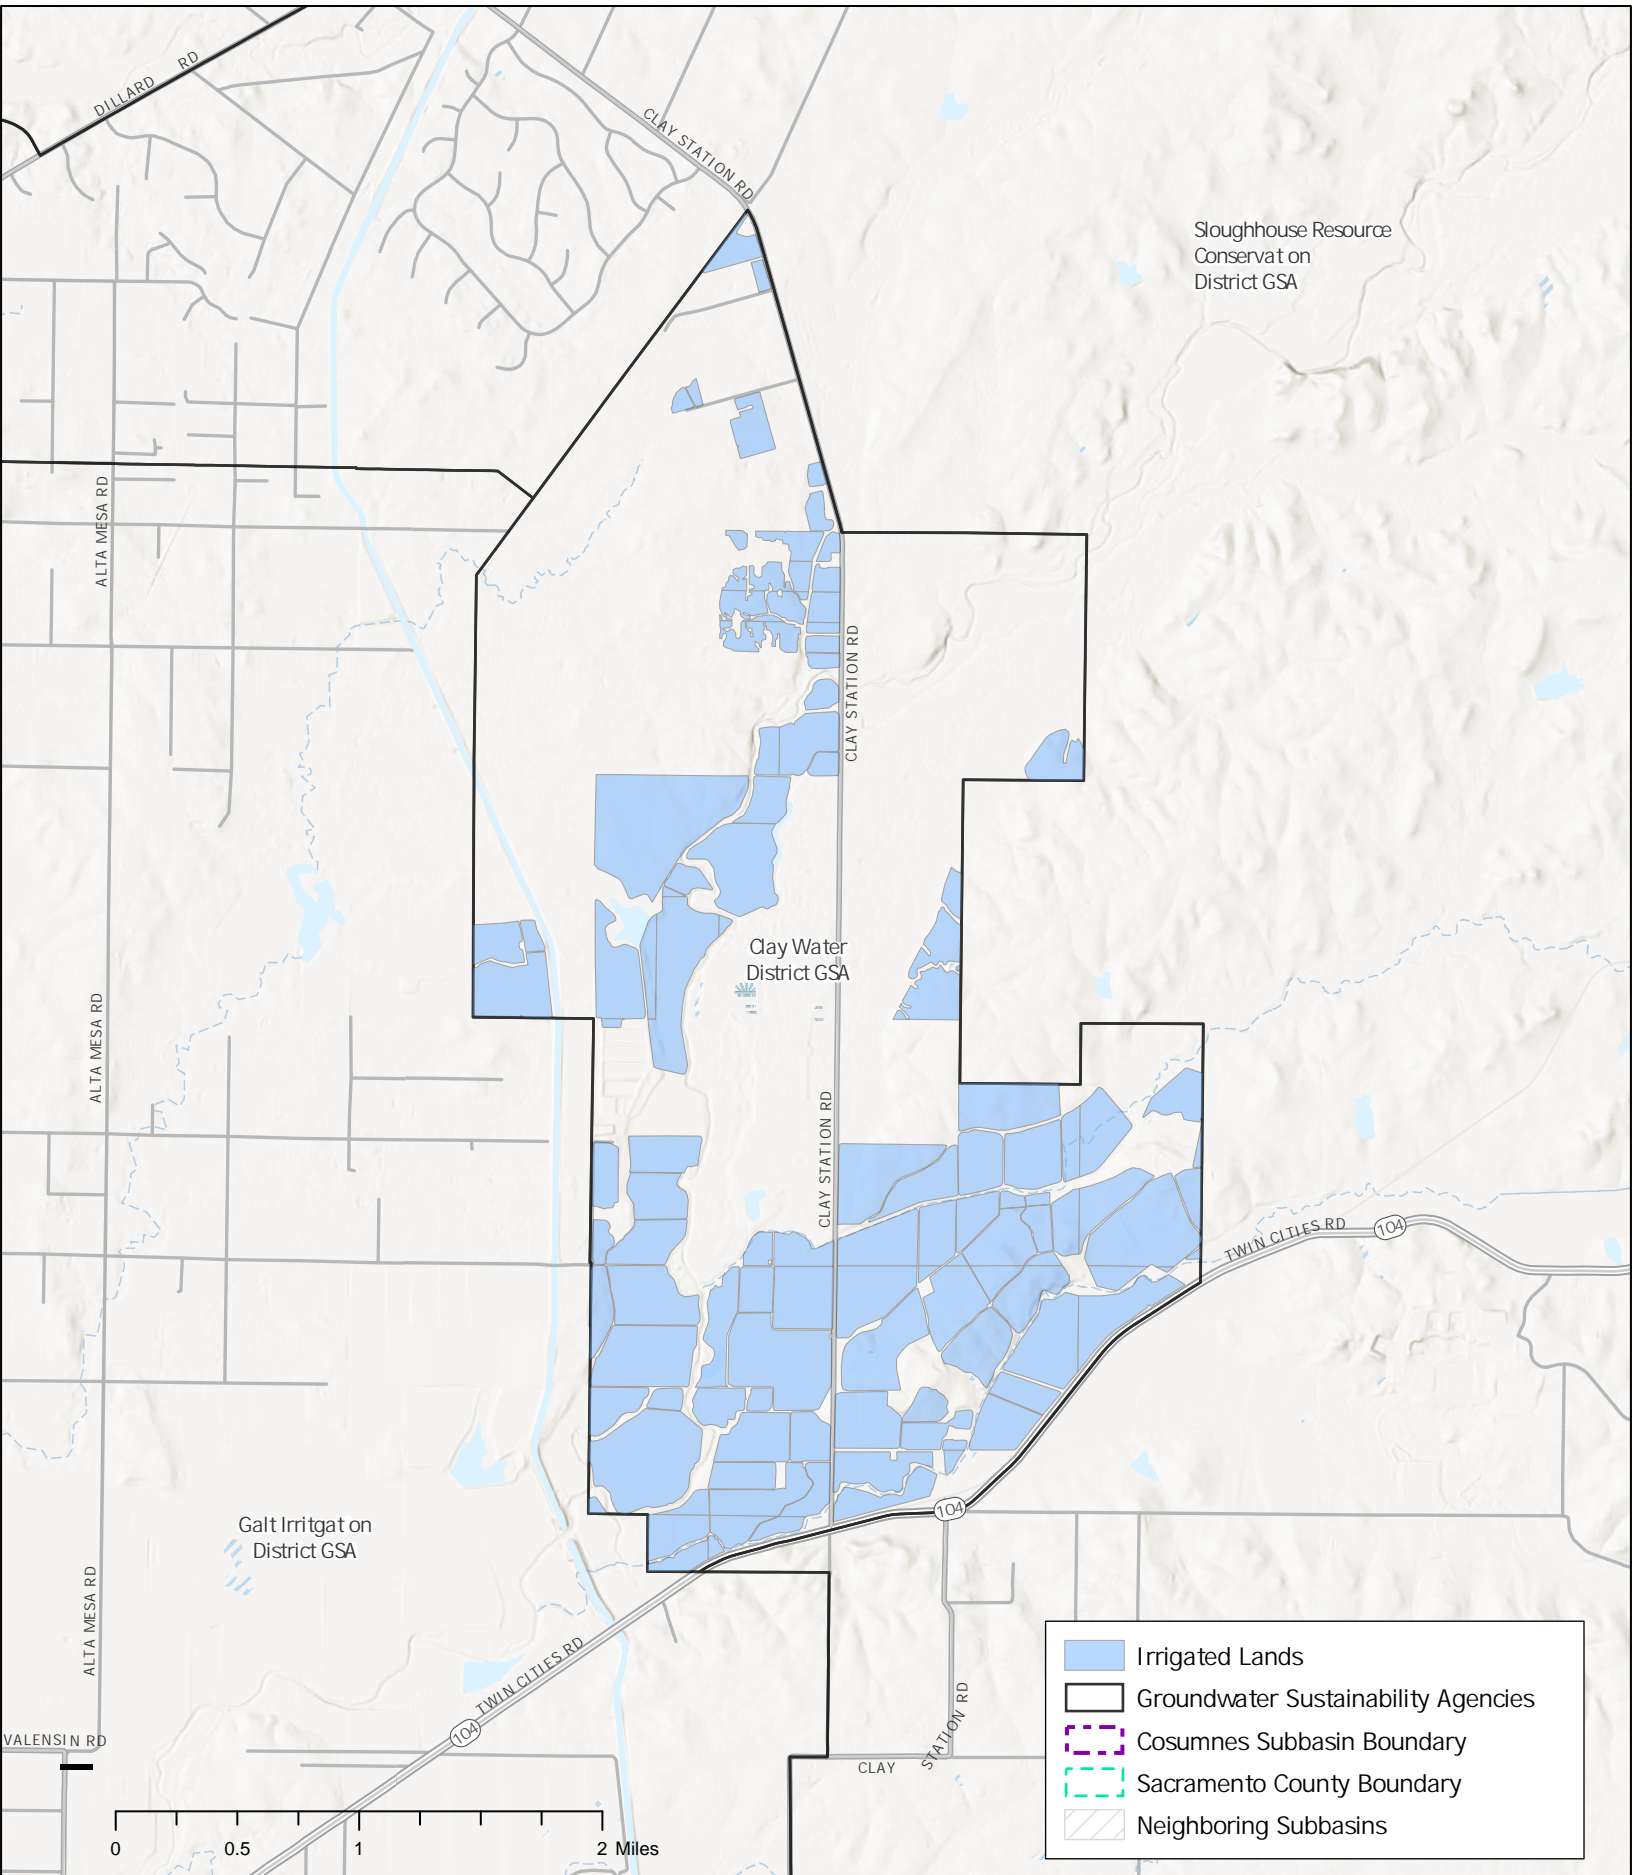 DILLARD RD
CLAY STATION RD
Sloughhouse Resource
Conservat on
District GSA
ALTA MESA RD
CLAY STATION RD
Clay Water
District GSA
ALTA MESA RD
CLAY STATION RD
TWIN CITIES RD
104
104
Galt Irritgat on
District GSA
ALTA MESA RD
TWIN CITIES RD
104
VALENSIN RD
CLAY STATION RD
Irrigated Lands
Groundwater Sustainability Agencies
Cosumnes Subbasin Boundary
Sacramento County Boundary
Neighboring Subbasins
0 0.5 1 2 Miles